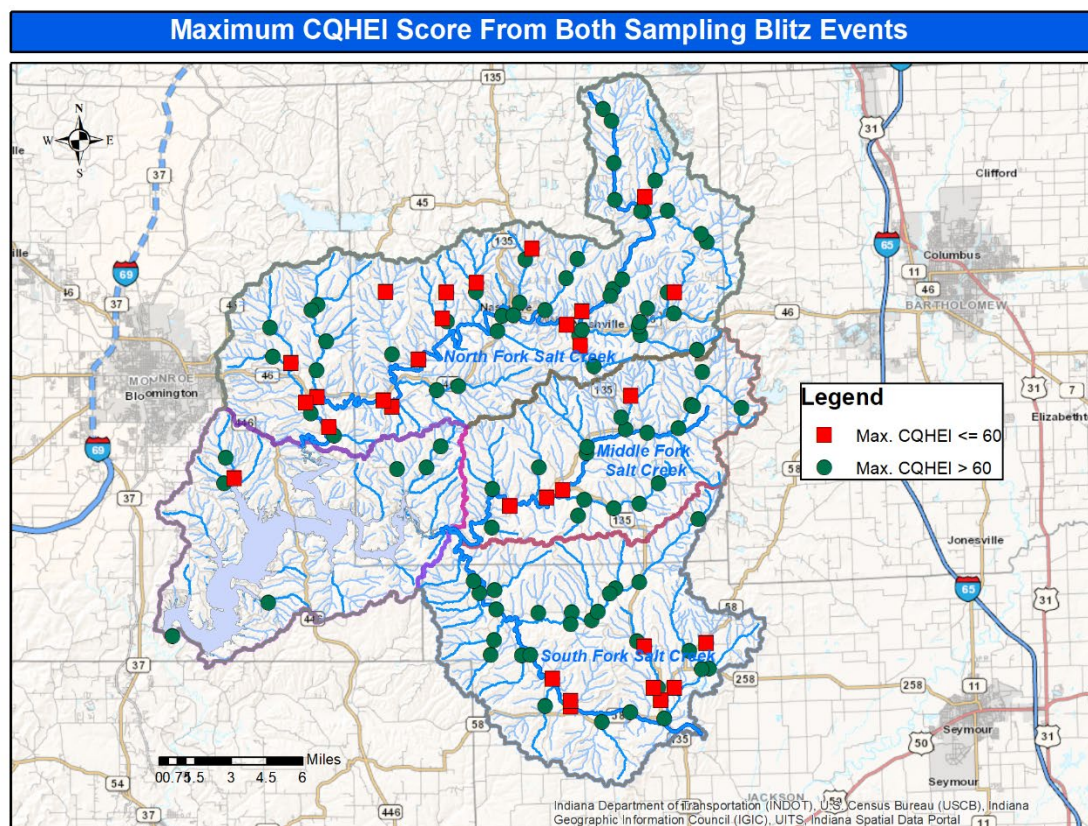 Maximum CQHEI Score From Both Sampling Blitz Events
135
31
Clifford
N
W E
S
37
45
65
Columbus
69
135
11
31
46
46
BARTHOLOMEW
37
Nashville
North Fork Salt Creek
46
135
MONROE
Bloomington
46
7
Legend
Max. CQHEI <= 60
Max. CQHEI > 60
Middle Fork
Salt Creek
58
69
31
37
135
Jonesville
65
58
31
446
South Fork Salt Creek
37
258
258
11
58
Seymour
50
135
31
Miles
0 0.75 1.5 3 4.5 6
54
37
Seymour
446
JACKSON
Indiana Department of Transportation (INDOT), U.S. Census Bureau (USCB), Indiana
Geographic Information Council (IGIC), UITS, Indiana Spatial Data Portal